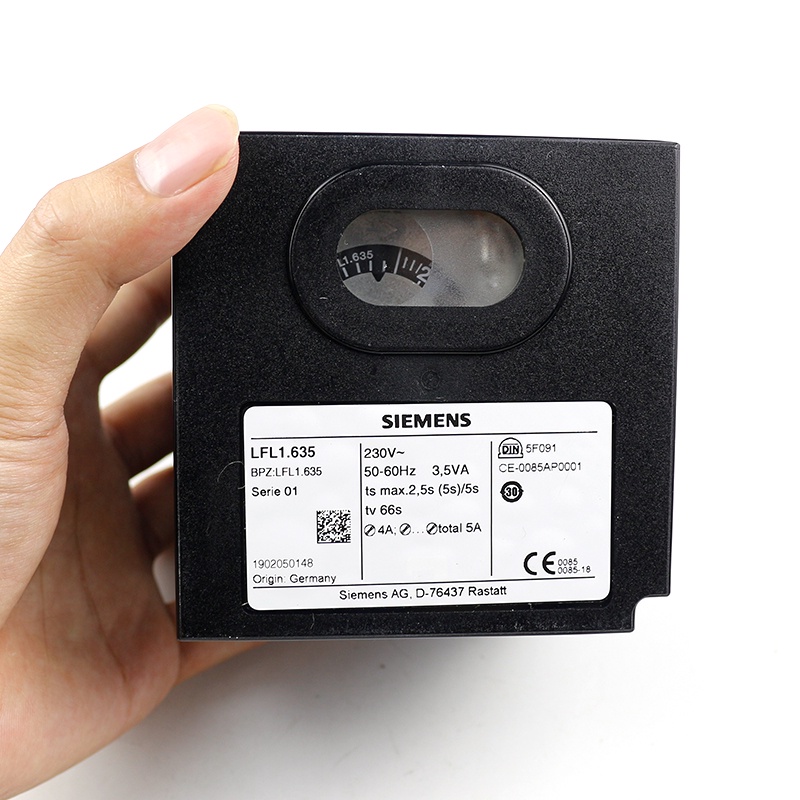 L1.635
2
SIEMENS
LFL1.635
BPZ:LFL1.635
Serie 01
1902050148
Origin: Germany
230V~
50-60Hz 3,5VA
ts max.2,5s (5s)/5s
tv 66s
4A; ... total 5A
DIN 5F091
CE-0085AP0001
30
CE 0085
0085-18
Siemens AG, D-76437 Rastatt